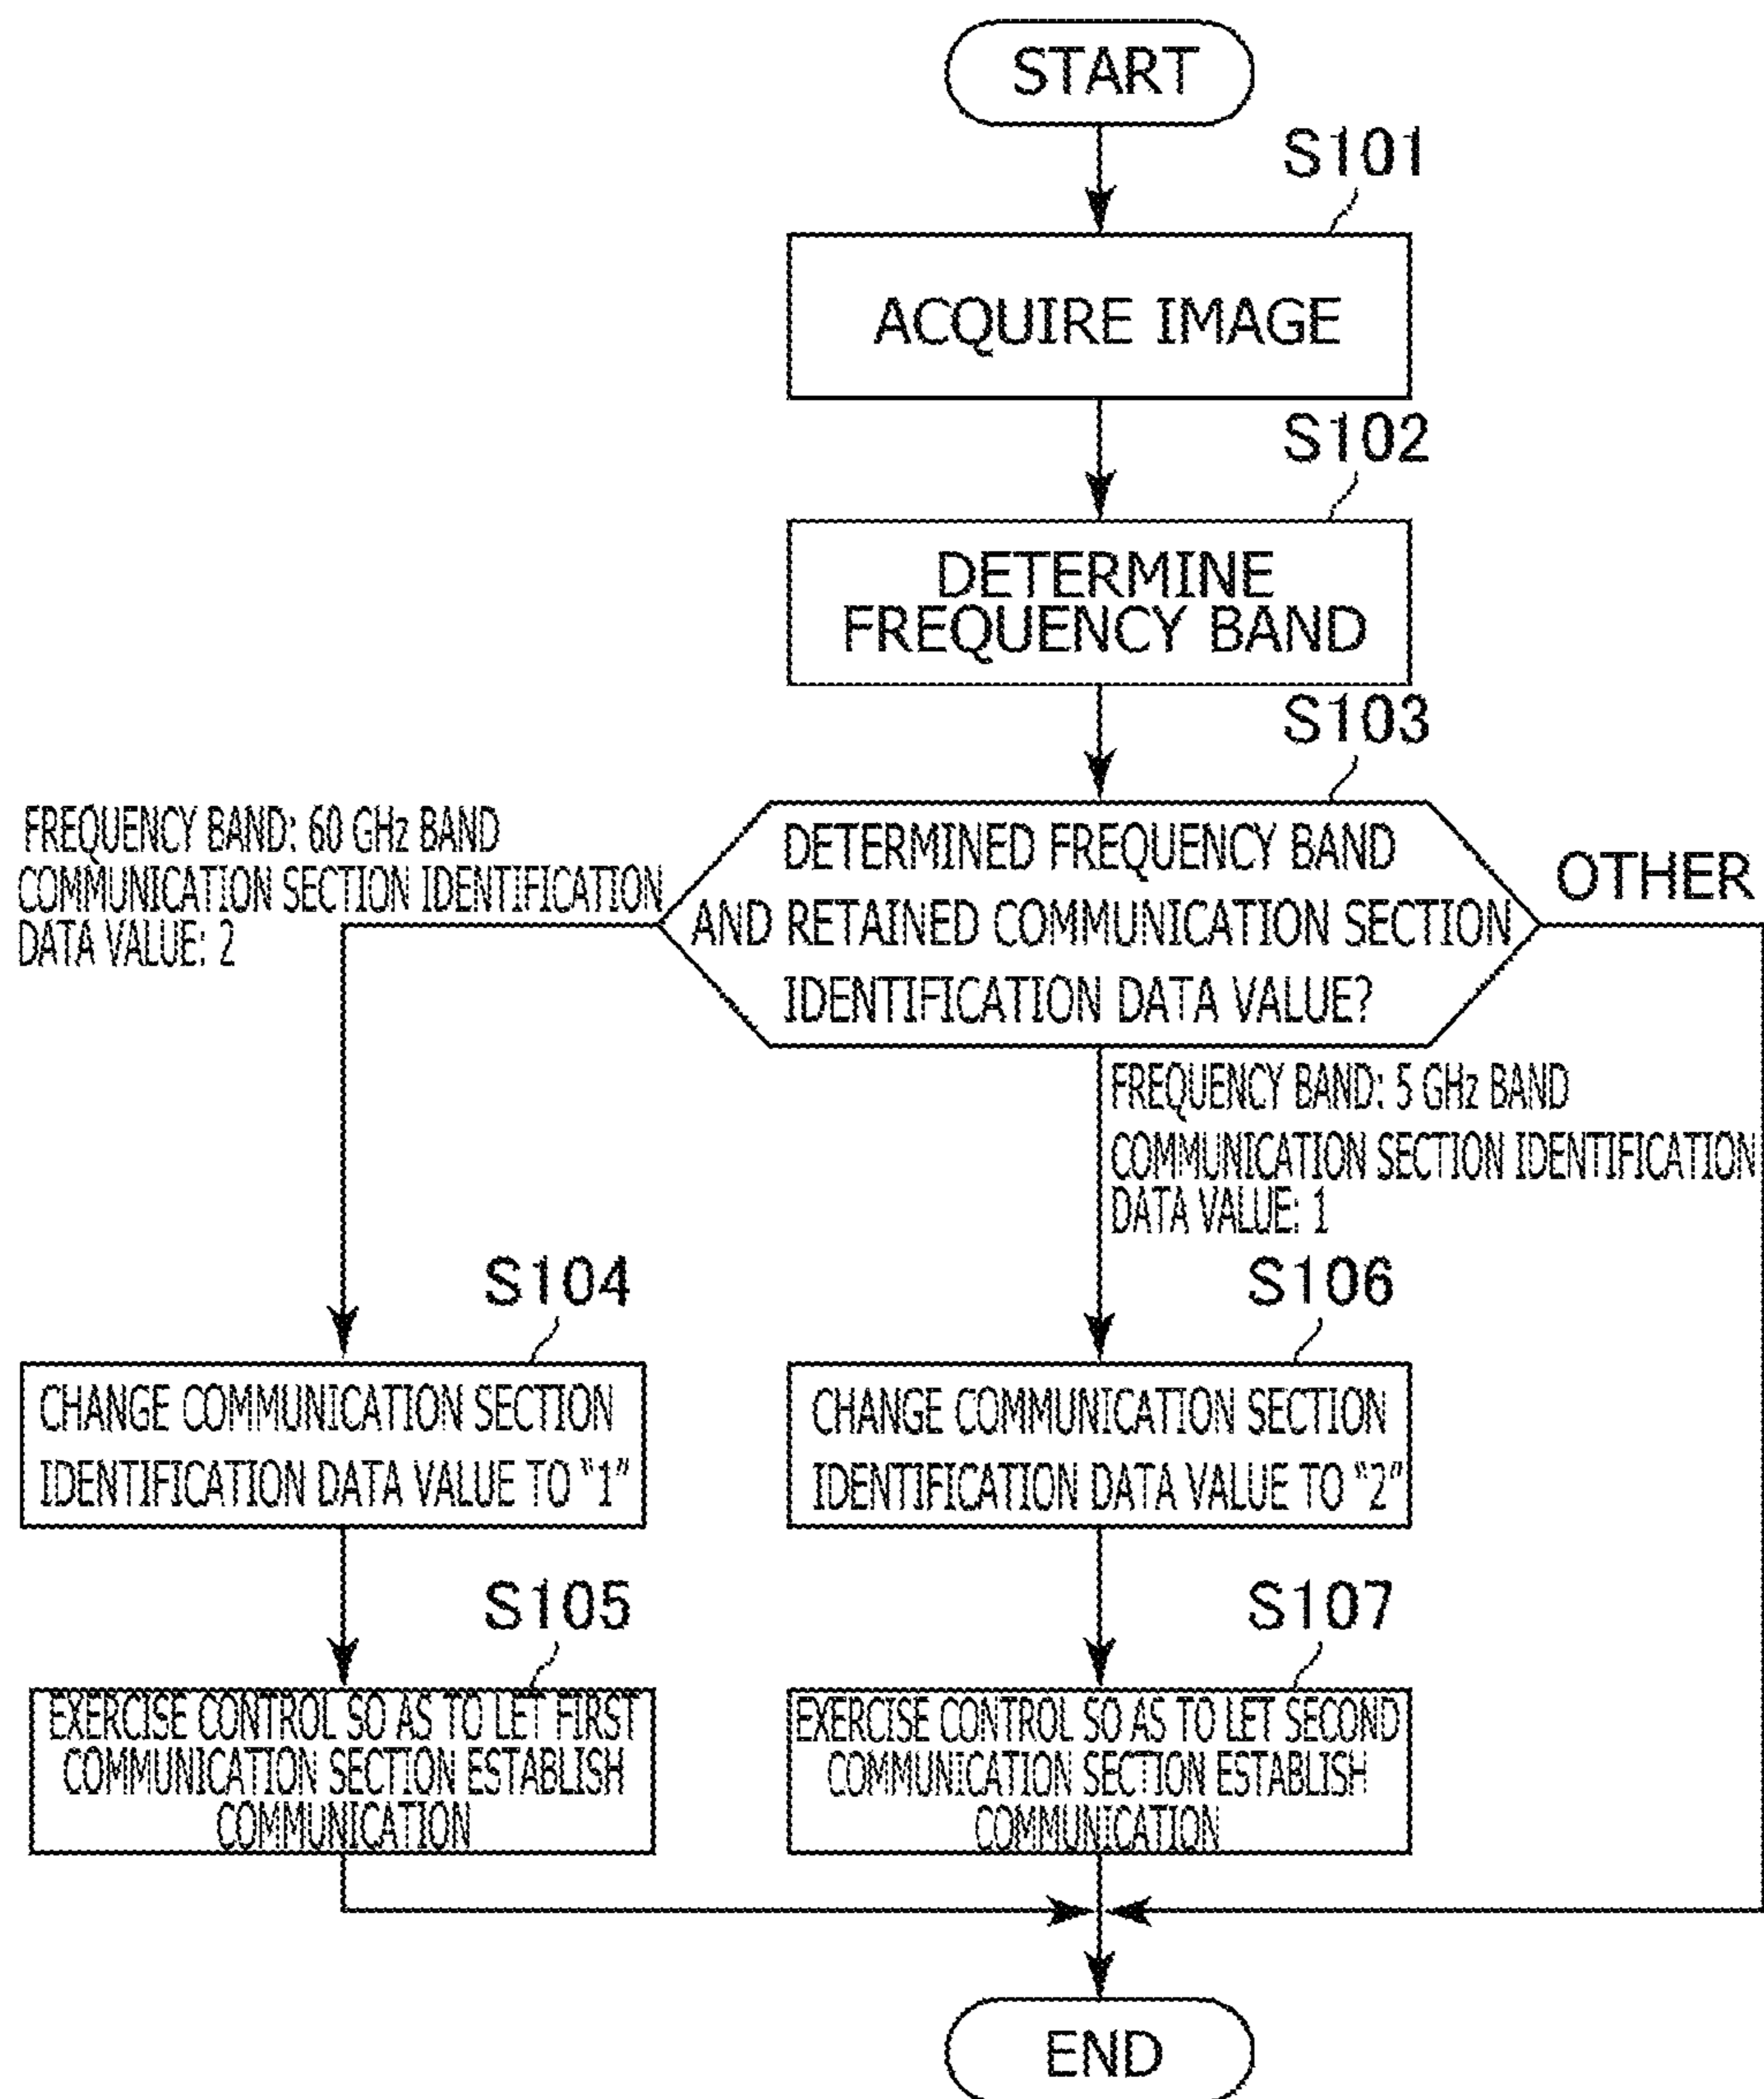 START
S101
ACQUIRE IMAGE
S102
DETERMINE
FREQUENCY BAND
S103
DETERMINED FREQUENCY BAND
AND RETAINED COMMUNICATION SECTION
IDENTIFICATION DATA VALUE?
FREQUENCY BAND: 60 GHz BAND
COMMUNICATION SECTION IDENTIFICATION
DATA VALUE: 2
OTHER
FREQUENCY BAND: 5 GHz BAND
COMMUNICATION SECTION IDENTIFICATION
DATA VALUE: 1
S104
CHANGE COMMUNICATION SECTION
IDENTIFICATION DATA VALUE TO “1”
S106
CHANGE COMMUNICATION SECTION
IDENTIFICATION DATA VALUE TO “2”
S105
EXERCISE CONTROL SO AS TO LET FIRST
COMMUNICATION SECTION ESTABLISH
COMMUNICATION
S107
EXERCISE CONTROL SO AS TO LET SECOND
COMMUNICATION SECTION ESTABLISH
COMMUNICATION
END